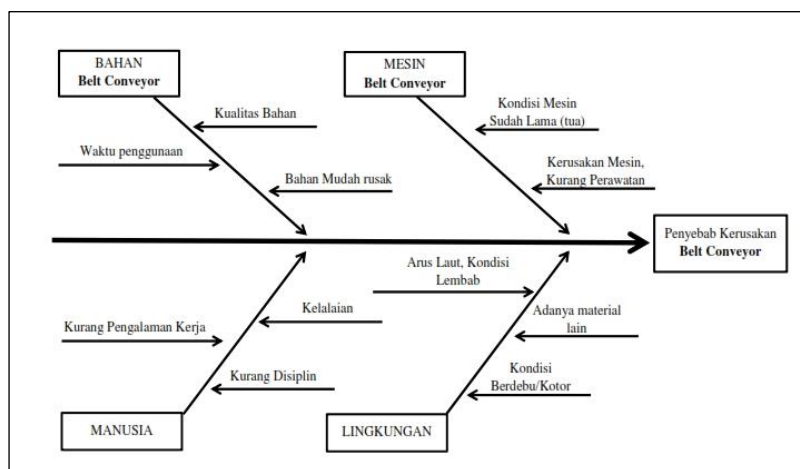 BAHAN
Belt Conveyor
MESIN
Belt Conveyor
Kualitas Bahan
Waktu penggunaan
Bahan Mudah rusak
Kondisi Mesin
Sudah Lama (tua)
Kerusakan Mesin,
Kurang Perawatan
Penyebab Kerusakan
Belt Conveyor
Kelalaian
Kurang Pengalaman Kerja
Kurang Disiplin
MANUSIA
Arus Laut, Kondisi
Lembab
Adanya material
lain
Kondisi
Berdebu/Kotor
LINGKUNGAN